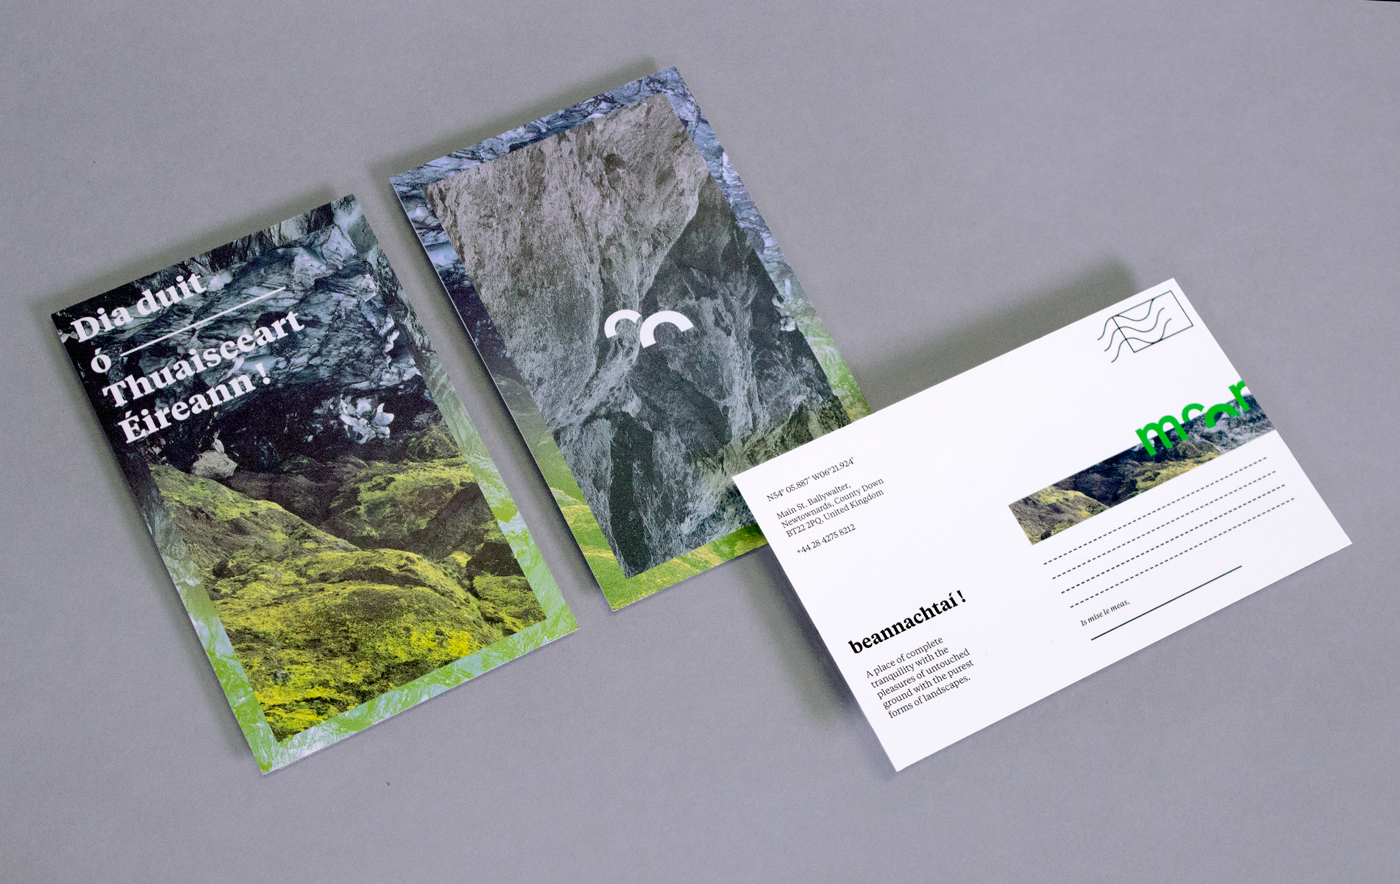 Dia duit
ó
Thuaisceart
Éireann !
N54° 05.887' W06°21.924'
Main St. Ballywalter,
Newtownards, County Down
BT22 2PQ, United Kingdom
+44 28 4275 8212
beannachtaí !
A place of complete
tranquility with the
pleasures of untouched
ground with the purest
forms of landscapes.
Is mise le meas,